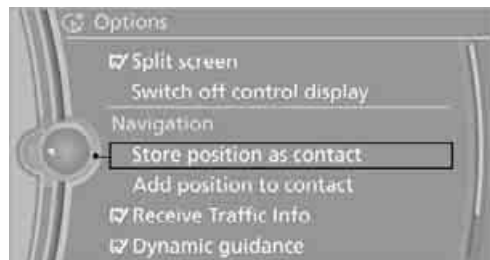 Options
Split screen
Switch off control display
Navigation
Store position as contact
Add position to contact
Receive Traffic Info
Dynamic guidance